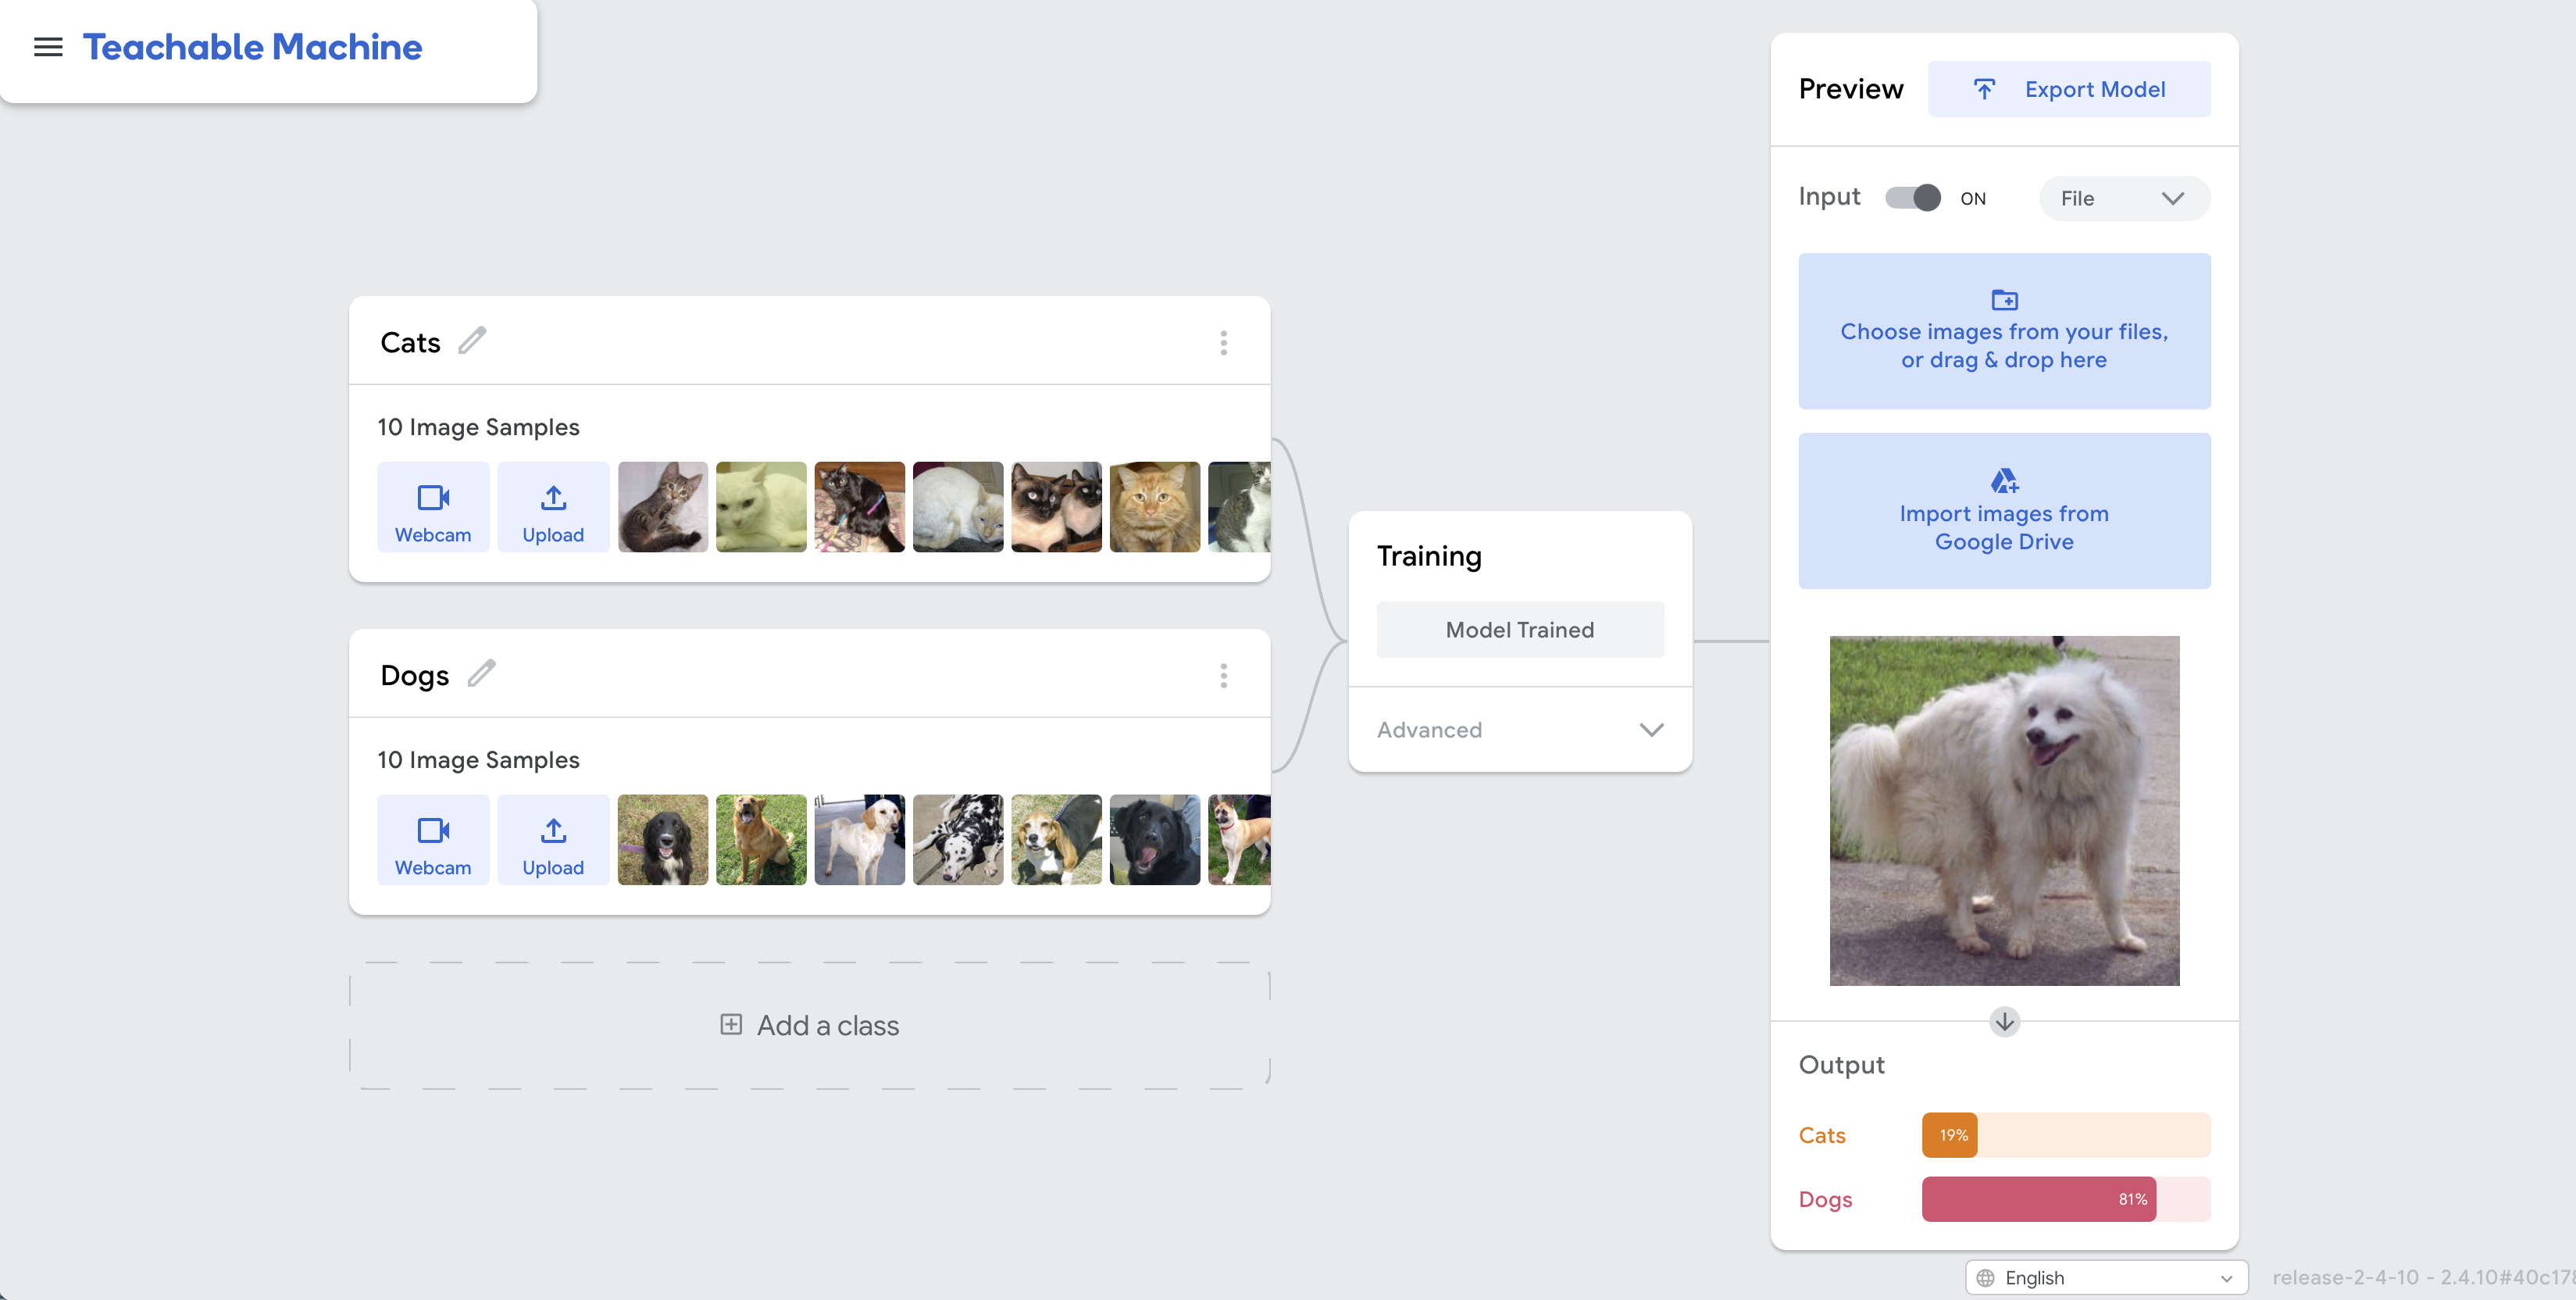 Teachable Machine
Cats
10 Image Samples
Webcam
Upload
Dogs
10 Image Samples
Webcam
Upload
Add a class
Training
Model Trained
Advanced
Preview
Export Model
Input
ON
File
Choose images from your files,
or drag & drop here
Import images from
Google Drive
Output
Cats
19%
Dogs
81%
English
release-2-4-10 - 2.4.10#40c178